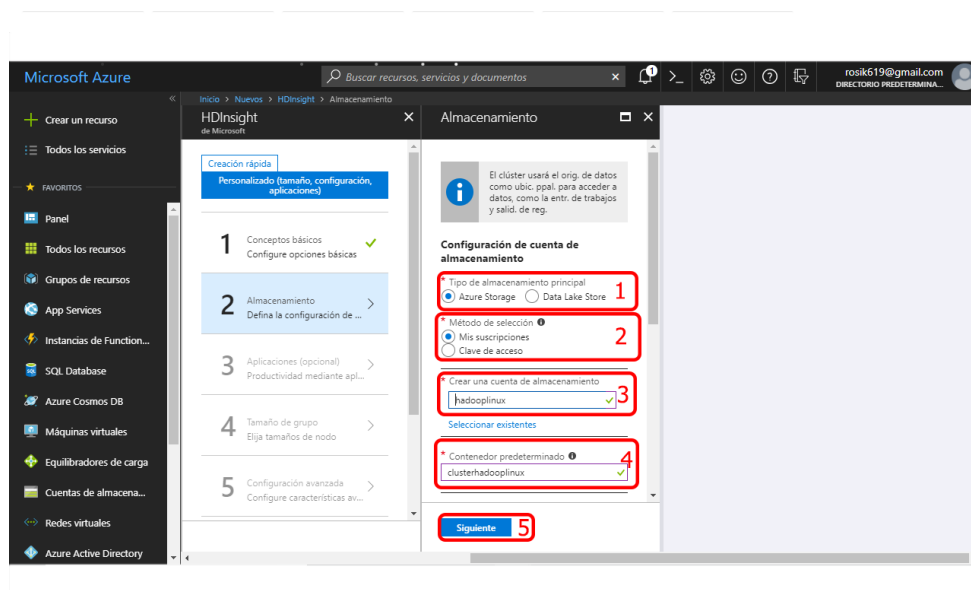 Microsoft Azure
Buscar recursos, servicios y documentos
1
rosik619@gmail.com
DIRECTORIO PREDETERMINA...
Crear un recurso
Todos los servicios
FAVORITOS
Panel
Todos los recursos
Grupos de recursos
App Services
Instancias de Function...
SQL Database
Azure Cosmos DB
Máquinas virtuales
Equilibradores de carga
Cuentas de almacena...
Redes virtuales
Azure Active Directory
Inicio > Nuevos > HDInsight > Almacenamiento
HDInsight
de Microsoft
Creación rápida
Personalizado (tamaño, configuración,
aplicaciones)
1
Conceptos básicos
Configure opciones básicas
2
Almacenamiento
Defina la configuración de ...
3
Aplicaciones (opcional)
Productividad mediante apl...
4
Tamaño de grupo
Elija tamaños de nodo
5
Configuración avanzada
Configure características av...
Almacenamiento
El clúster usará el orig. de datos
como ubic. ppal. para acceder a
datos, como la entr. de trabajos
y salid. de reg.
Configuración de cuenta de
almacenamiento
* Tipo de almacenamiento principal
Azure Storage Data Lake Store 1
* Método de selección
Mis suscripciones 2
Clave de acceso
* Crear una cuenta de almacenamiento
hadooplinux 3
Seleccionar existentes
* Contenedor predeterminado 4
clusterhadooplinux
Siguiente 5